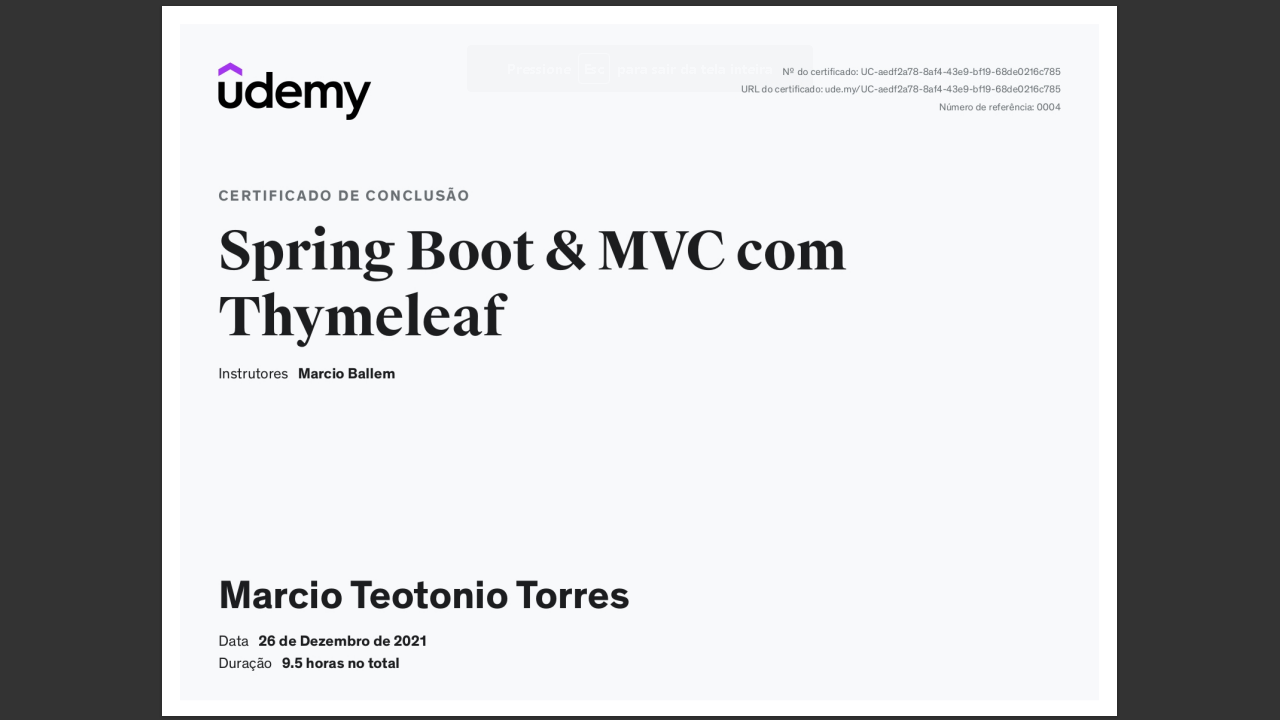 udemy
Nº do certificado: UC-aedf2a78-8af4-43e9-bf19-68de0216c785
URL do certificado: ude.my/UC-aedf2a78-8af4-43e9-bf19-68de0216c785
Número de referência: 0004
Pressione Esc para sair da tela inteira
CERTIFICADO DE CONCLUSÃO
Spring Boot & MVC com
Thymeleaf
Instrutores Marcio Ballem
Marcio Teotonio Torres
Data 26 de Dezembro de 2021
Duração 9.5 horas no total